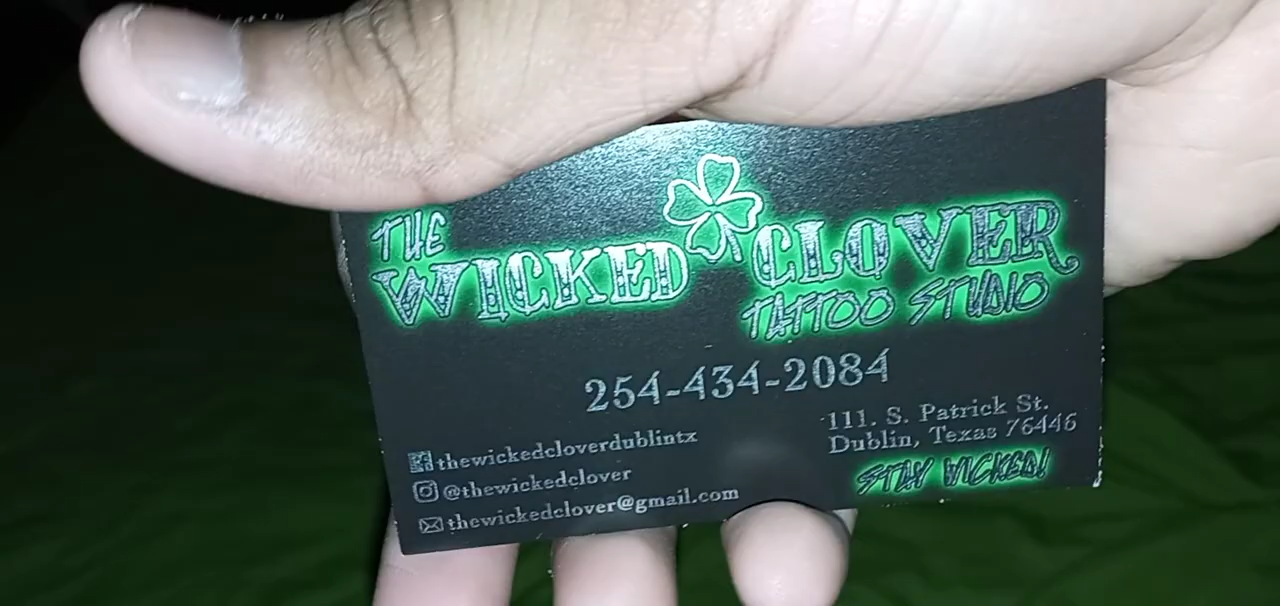 THE
WICKED CLOVER
TATTOO STUDIO
254-434-2084
111. S. Patrick St.
Dublin, Texas 76446
STAY WICKED!
thewickedcloverdublintx
@thewickedclover
thewickedclover@gmail.com